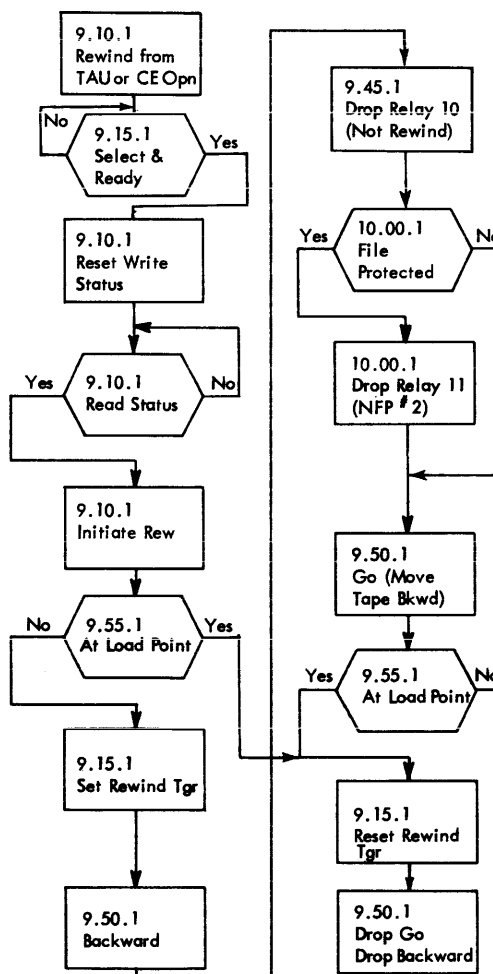 9.10.1
Rewind from
TAU or CE Opn
No
9.15.1
Select &
Ready
Yes
9.10.1
Reset Write
Status
Yes
9.10.1
Read Status
No
9.10.1
Initiate Rew
No
9.55.1
At Load Point
Yes
9.15.1
Set Rewind Tgr
9.50.1
Backward
9.45.1
Drop Relay 10
(Not Rewind)
Yes
10.00.1
File
Protected
No
10.00.1
Drop Relay 11
(NFP #2)
9.50.1
Go (Move
Tape Bkwd)
Yes
9.55.1
At Load Point
No
9.15.1
Reset Rewind
Tgr
9.50.1
Drop Go
Drop Backward